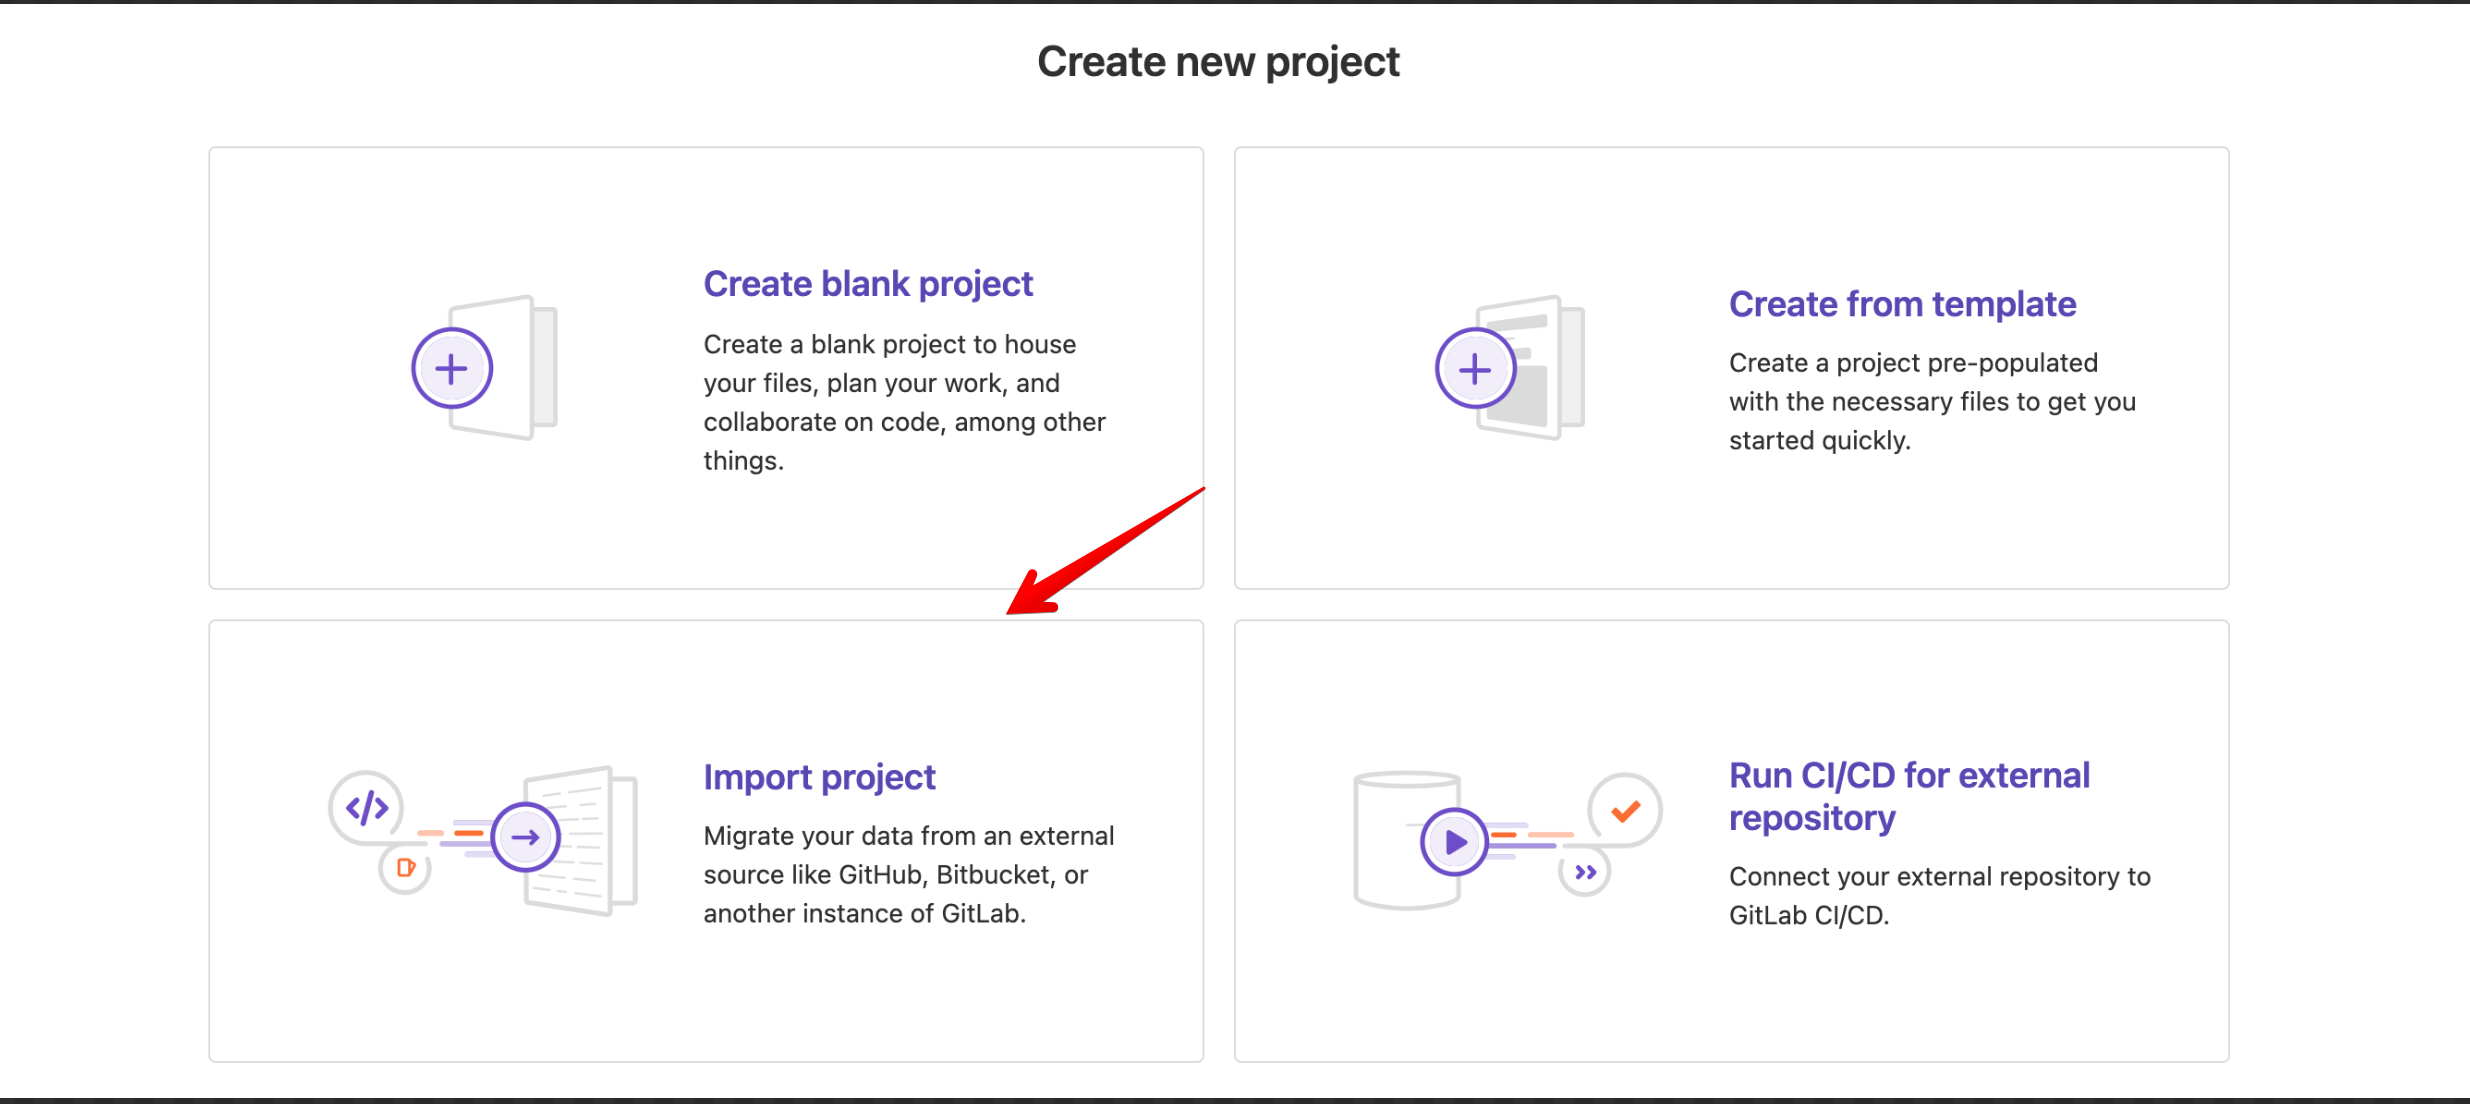 Create new project
Create blank project
Create a blank project to house
your files, plan your work, and
collaborate on code, among other
things.
Create from template
Create a project pre-populated
with the necessary files to get you
started quickly.
Import project
Migrate your data from an external
source like GitHub, Bitbucket, or
another instance of GitLab.
Run CI/CD for external
repository
Connect your external repository to
GitLab CI/CD.